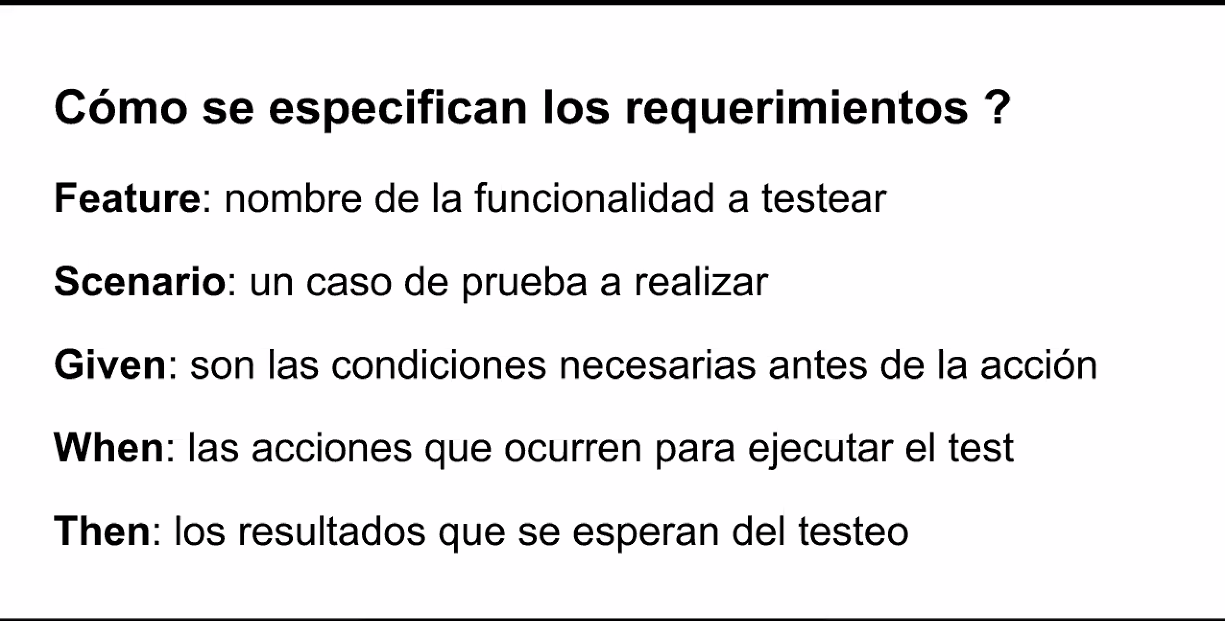 Cómo se especifican los requerimientos ?
Feature: nombre de la funcionalidad a testear
Scenario: un caso de prueba a realizar
Given: son las condiciones necesarias antes de la acción
When: las acciones que ocurren para ejecutar el test
Then: los resultados que se esperan del testeo